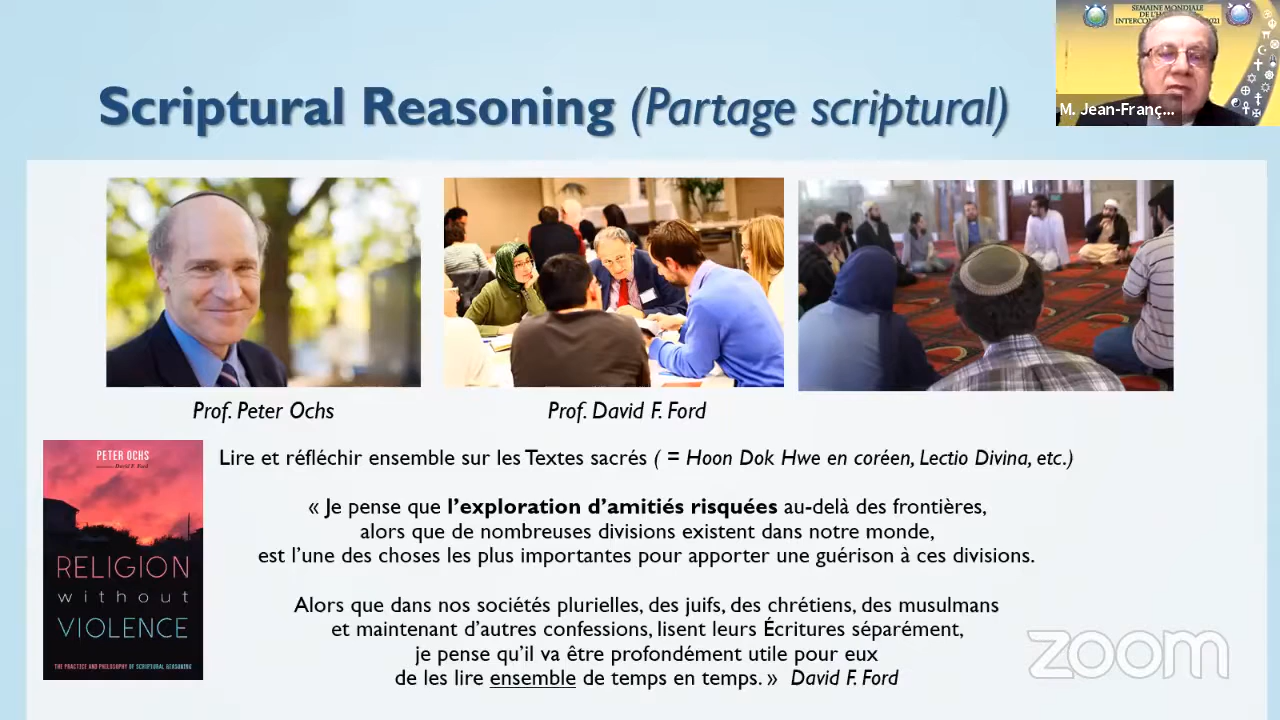 SEMAINE MONDIALE
M. Jean-Franç...
Scriptural Reasoning (Partage scriptural)
Prof. Peter Ochs
Prof. David F. Ford
PETER OCHS
David F. Ford
RELIGION
without
VIOLENCE
THE PRACTICE AND PHILOSOPHY OF SCRIPTURAL REASONING
Lire et réfléchir ensemble sur les Textes sacrés ( = Hoon Dok Hwe en coréen, Lectio Divina, etc.)
« Je pense que l’exploration d’amitiés risquées au-delà des frontières,
alors que de nombreuses divisions existent dans notre monde,
est l’une des choses les plus importantes pour apporter une guérison à ces divisions.
Alors que dans nos sociétés plurielles, des juifs, des chrétiens, des musulmans
et maintenant d’autres confessions, lisent leurs Écritures séparément,
je pense qu’il va être profondément utile pour eux
de les lire ensemble de temps en temps. » David F. Ford
zoom